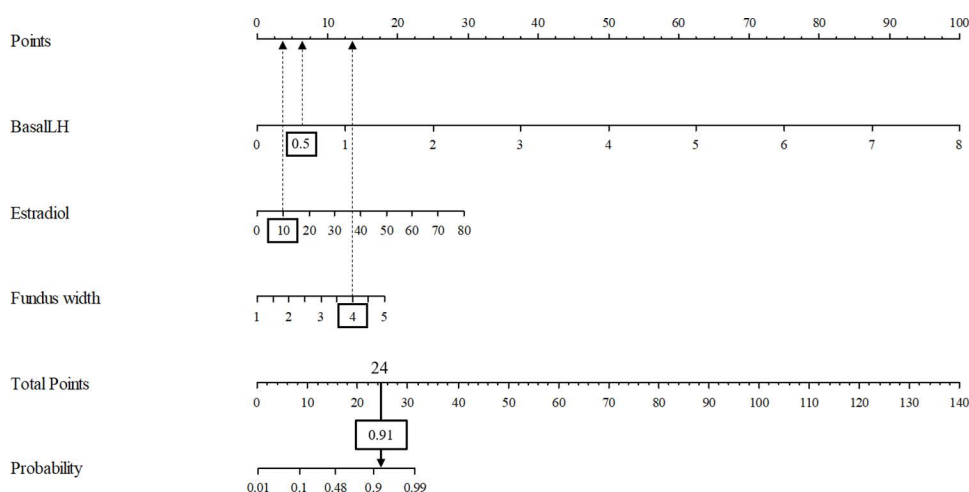 Points 0 10 20 30 40 50 60 70 80 90 100
BasalLH 0 0.5 1 2 3 4 5 6 7 8
Estradiol 0 10 20 30 40 50 60 70 80
Fundus width 1 2 3 4 5
24
Total Points 0 10 20 30 40 50 60 70 80 90 100 110 120 130 140
0.91
Probability 0.01 0.1 0.48 0.9 0.99